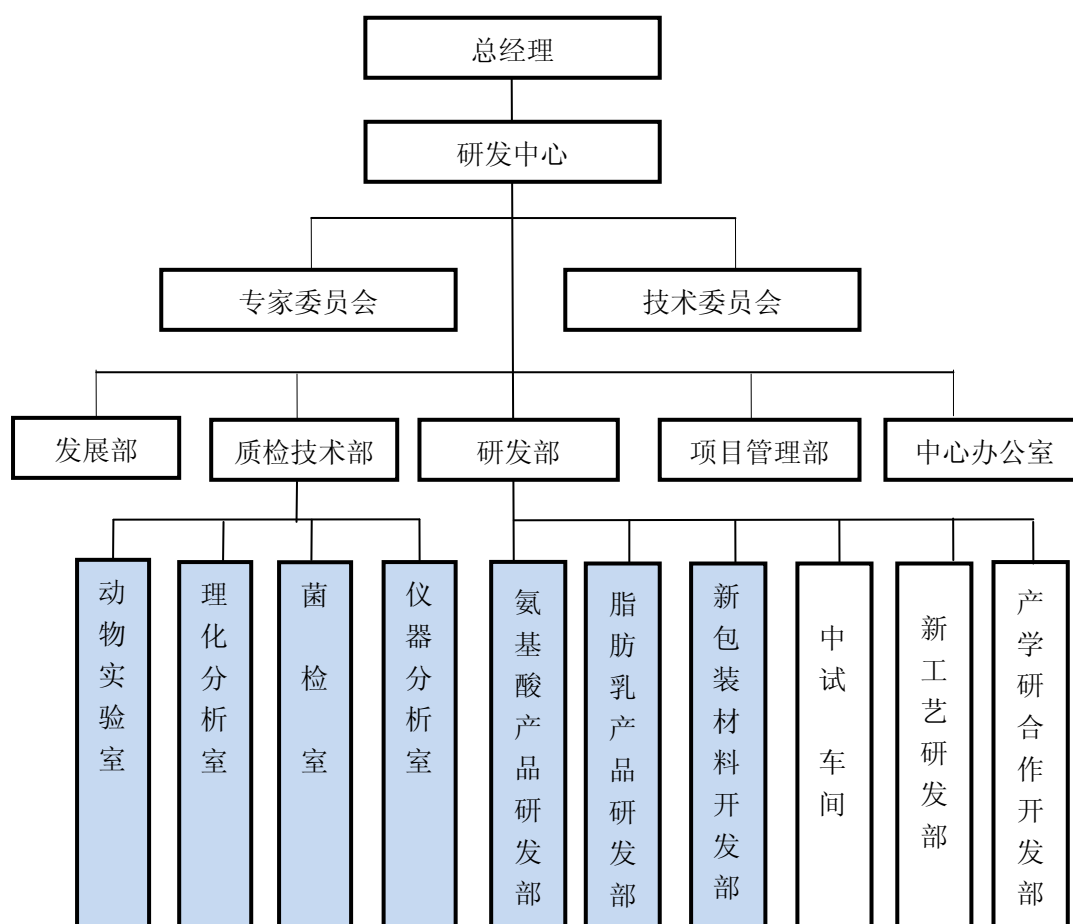 总经理
研发中心
专家委员会
技术委员会
发展部
质检技术部
研发部
项目管理部
中心办公室
动物实验室
理化分析室
菌检室
仪器分析室
氨基酸产品研发部
脂肪乳产品研发部
新包装材料开发部
中试车间
新工艺研发部
产学研合作开发部